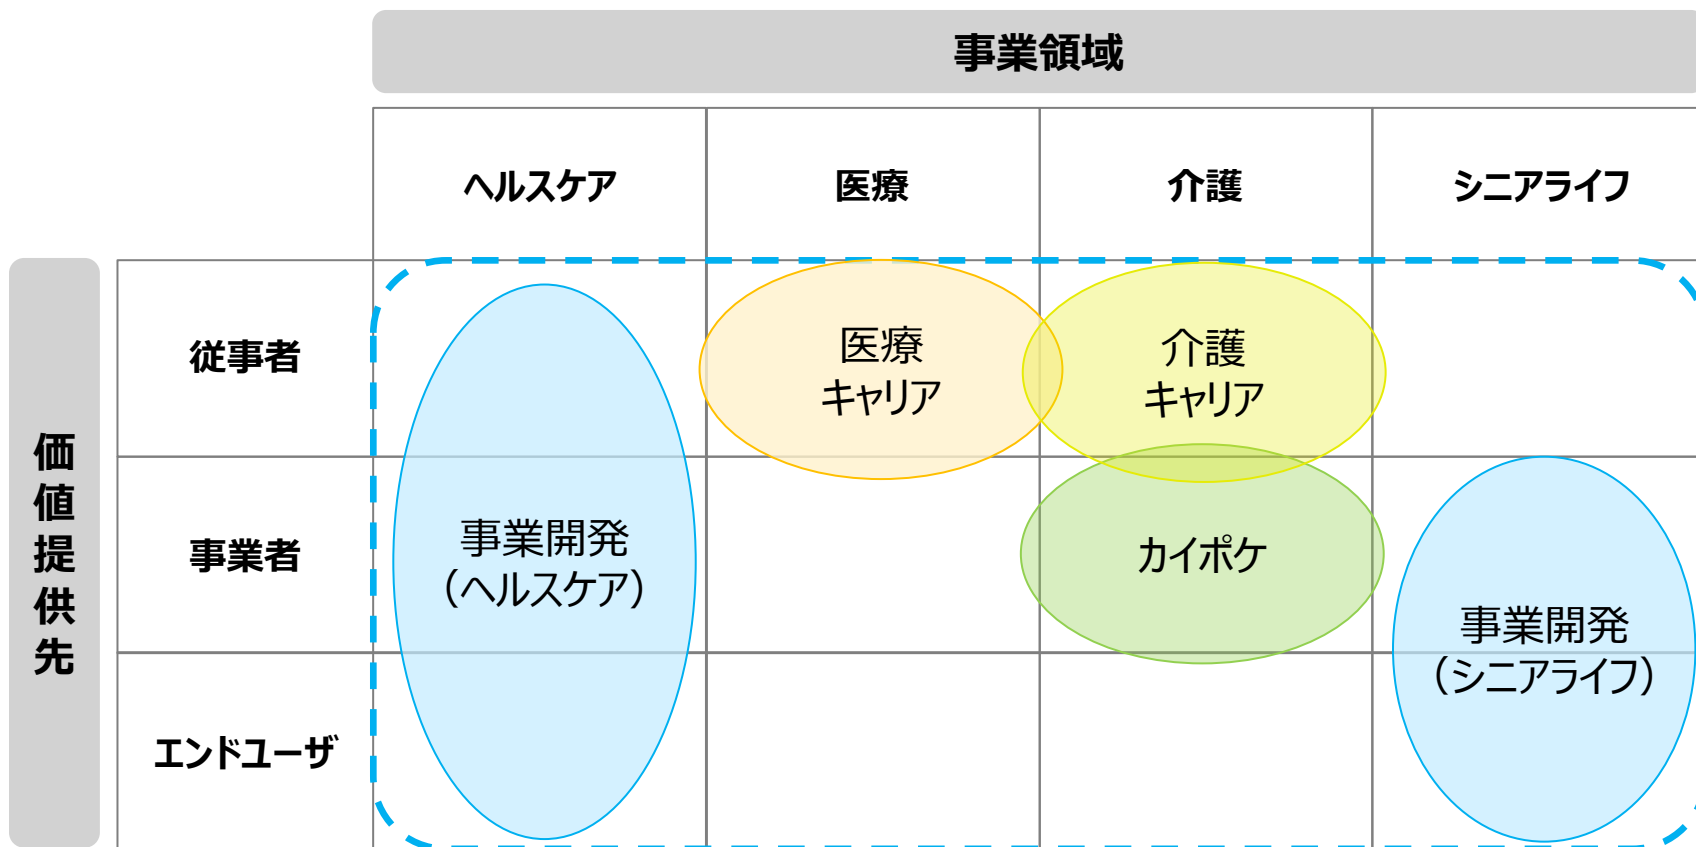 事業領域
ヘルスケア
医療
介護
シニアライフ
価値提供先
従事者
医療
キャリア
介護
キャリア
事業者
事業開発
（ヘルスケア）
カイポケ
事業開発
（シニアライフ）
エンドユーザ